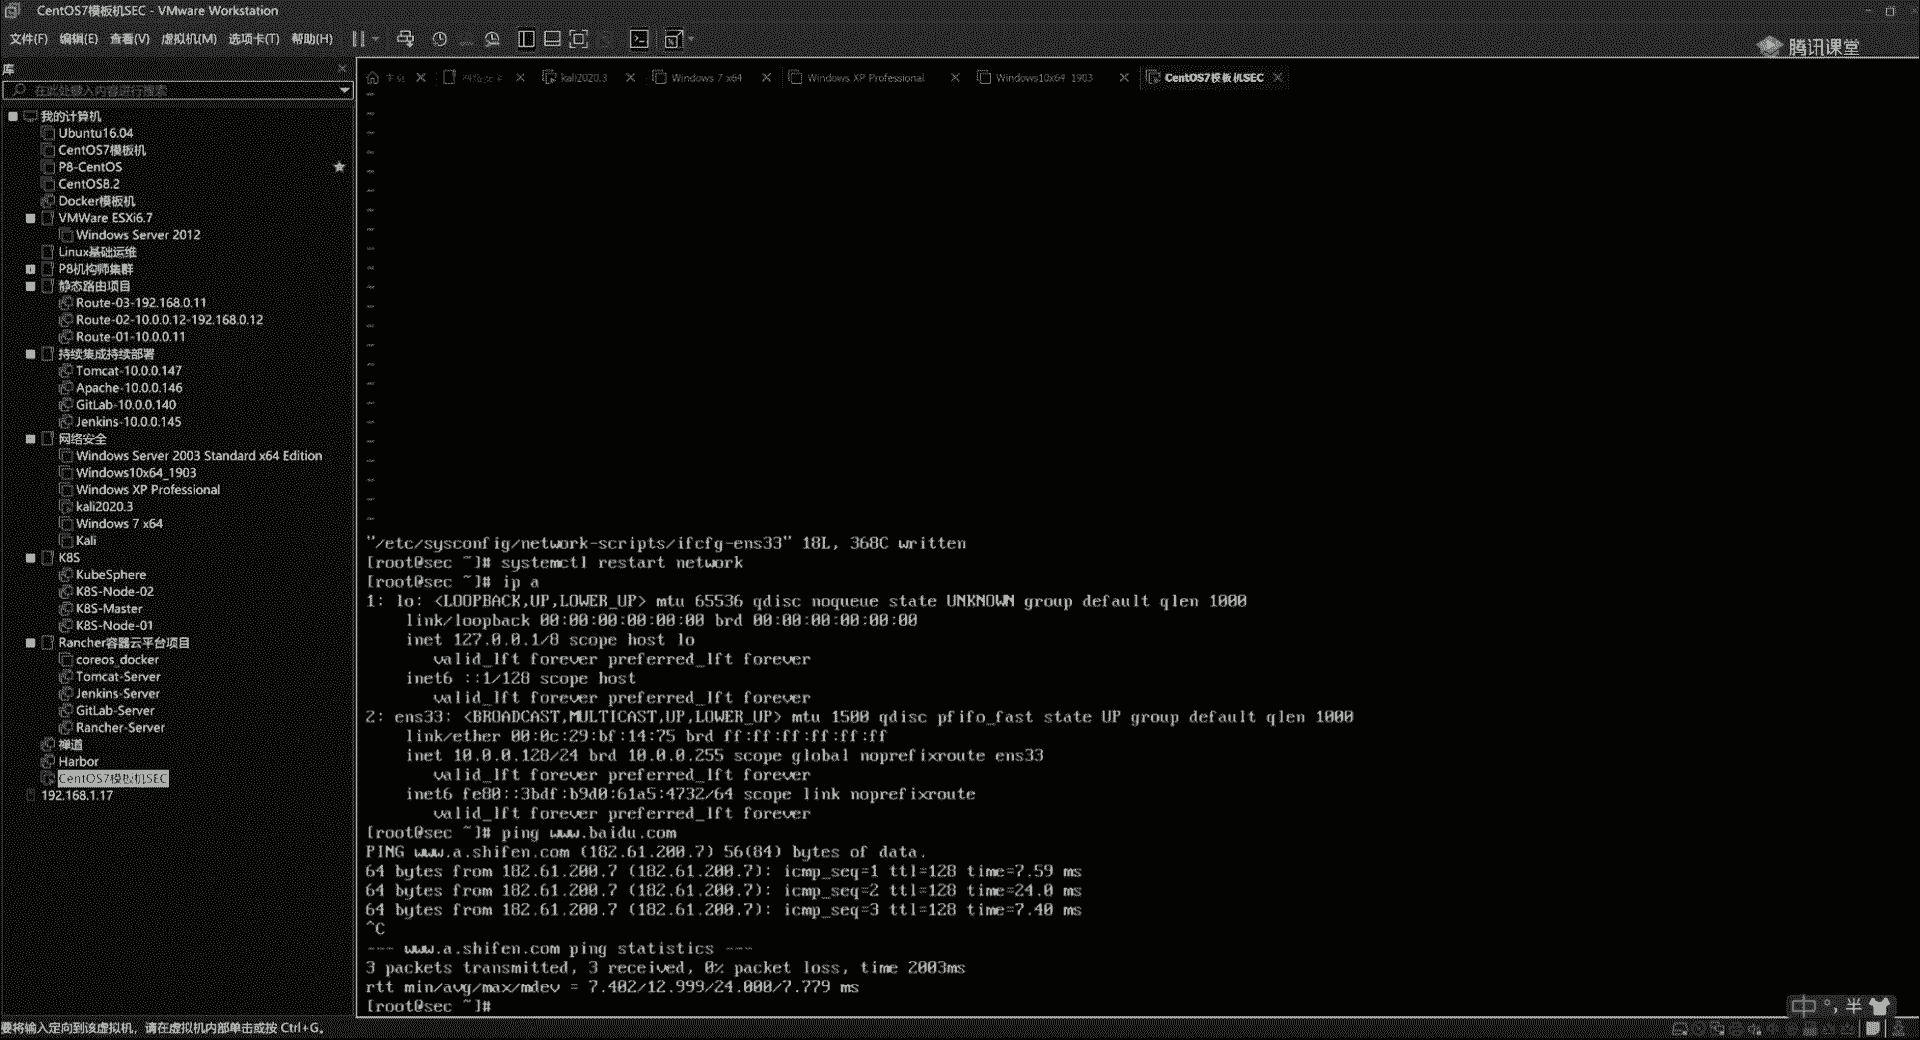 CentOS7模板机SEC - VMware Workstation
文件(F) 编辑(E) 查看(V) 虚拟机(M) 选项卡(T) 帮助(H)
腾讯课堂
库
在此处键入内容进行搜索
我的计算机
Ubuntu16.04
CentOS7模板机
P8-CentOS
CentOS8.2
Docker模板机
VMWare ESXi6.7
Windows Server 2012
Linux基础运维
P8机构师集群
静态路由项目
Route-03-192.168.0.11
Route-02-10.0.0.12-192.168.0.12
Route-01-10.0.0.11
持续集成持续部署
Tomcat-10.0.0.147
Apache-10.0.0.146
GitLab-10.0.0.140
Jenkins-10.0.0.145
网络安全
Windows Server 2003 Standard x64 Edition
Windows10x64_1903
Windows XP Professional
kali2020.3
Windows 7 x64
Kali
K8S
KubeSphere
K8S-Node-02
K8S-Master
K8S-Node-01
Rancher容器云平台项目
coreos_docker
Tomcat-Server
Jenkins-Server
GitLab-Server
Rancher-Server
禅道
Harbor
CentOS7模板机SEC
192.168.1.17
kali2020.3 Windows 7 x64 Windows XP Professional Windows10x64_1903 CentOS7模板机SEC
"/etc/sysconfig/network-scripts/ifcfg-ens33" 18L, 368C written
[root@sec ~]# systemctl restart network
[root@sec ~]# ip a
1: lo: <LOOPBACK,UP,LOWER_UP> mtu 65536 qdisc noqueue state UNKNOWN group default qlen 1000
link/loopback 00:00:00:00:00:00 brd 00:00:00:00:00:00
inet 127.0.0.1/8 scope host lo
valid_lft forever preferred_lft forever
inet6 ::1/128 scope host
valid_lft forever preferred_lft forever
2: ens33: <BROADCAST,MULTICAST,UP,LOWER_UP> mtu 1500 qdisc pfifo_fast state UP group default qlen 1000
link/ether 00:0c:29:bf:14:75 brd ff:ff:ff:ff:ff:ff
inet 10.0.0.128/24 brd 10.0.0.255 scope global noprefixroute ens33
valid_lft forever preferred_lft forever
inet6 fe80::3bdf:b9d0:61a5:4732/64 scope link noprefixroute
valid_lft forever preferred_lft forever
[root@sec ~]# ping www.baidu.com
PING www.a.shifen.com (182.61.200.7) 56(84) bytes of data.
64 bytes from 182.61.200.7 (182.61.200.7): icmp_seq=1 ttl=128 time=7.59 ms
64 bytes from 182.61.200.7 (182.61.200.7): icmp_seq=2 ttl=128 time=24.0 ms
64 bytes from 182.61.200.7 (182.61.200.7): icmp_seq=3 ttl=128 time=7.40 ms
^C
--- www.a.shifen.com ping statistics ---
3 packets transmitted, 3 received, 0% packet loss, time 2003ms
rtt min/avg/max/mdev = 7.402/12.999/24.000/7.779 ms
[root@sec ~]#
中 °, 半
要将输入定向到该虚拟机，请在虚拟机内部单击或按 Ctrl+G。